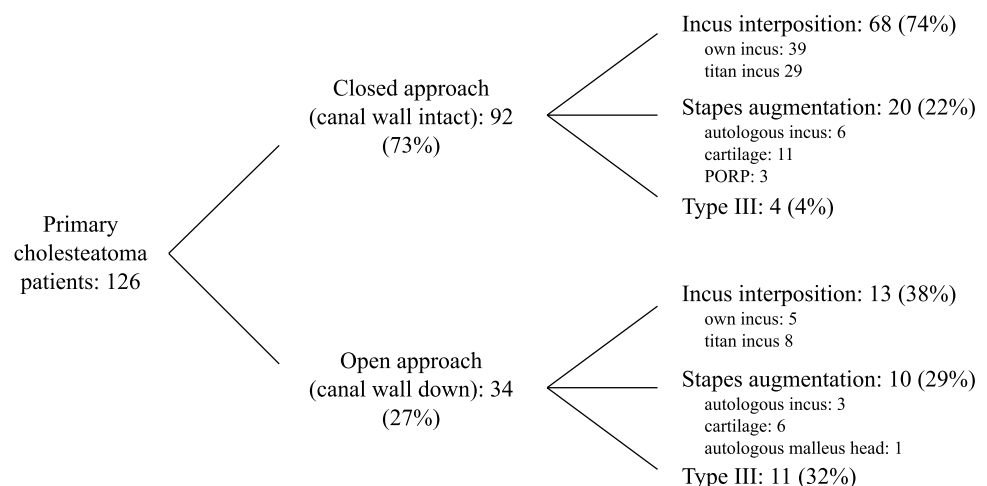 Primary
cholesteatoma
patients: 126
Closed approach
(canal wall intact): 92
(73%)
Incus interposition: 68 (74%)
own incus: 39
titan incus 29
Stapes augmentation: 20 (22%)
autologous incus: 6
cartilage: 11
PORP: 3
Type III: 4 (4%)
Open approach
(canal wall down): 34
(27%)
Incus interposition: 13 (38%)
own incus: 5
titan incus 8
Stapes augmentation: 10 (29%)
autologous incus: 3
cartilage: 6
autologous malleus head: 1
Type III: 11 (32%)